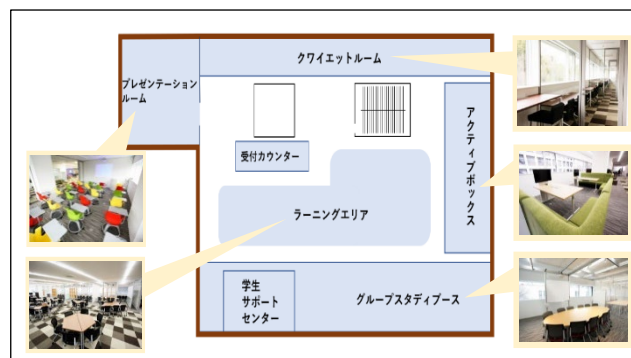 クワイエットルーム
プレゼンテーション
ルーム
アクティブボックス
受付カウンター
ラーニングエリア
学生
サポート
センター
グループスタディブース